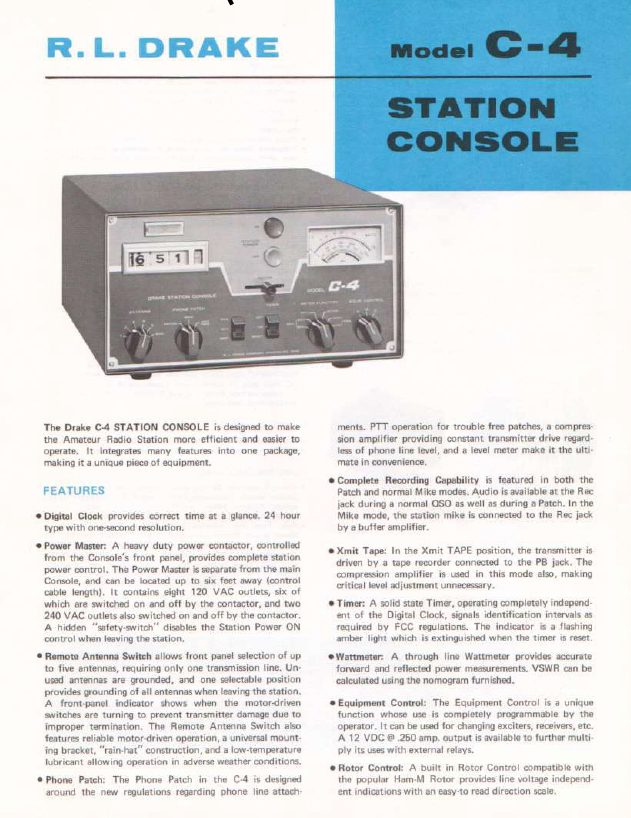 R. L. DRAKE
Model C-4
STATION
CONSOLE
16 5 1
DRAKE STATION CONSOLE
MODEL C-4
ANTENNA
PHONE PATCH
The Drake C-4 STATION CONSOLE is designed to make
the Amateur Radio Station more efficient and easier to
operate. It integrates many features into one package,
making it a unique piece of equipment.
FEATURES
• Digital Clock provides correct time at a glance. 24 hour
type with one-second resolution.
• Power Master: A heavy duty power contactor, controlled
from the Console's front panel, provides complete station
power control. The Power Master is separate from the main
Console, and can be located up to six feet away (control
cable length). It contains eight 120 VAC outlets, six of
which are switched on and off by the contactor, and two
240 VAC outlets also switched on and off by the contactor.
A hidden "safety-switch" disables the Station Power ON
control when leaving the station.
• Remote Antenna Switch allows front panel selection of up
to five antennas, requiring only one transmission line. Un-
used antennas are grounded, and one selectable position
provides grounding of all antennas when leaving the station.
A front-panel indicator shows when the motor-driven
switches are turning to prevent transmitter damage due to
improper termination. The Remote Antenna Switch also
features reliable motor-driven operation, a universal mount-
ing bracket, "rain-hat" construction, and a low-temperature
lubricant allowing operation in adverse weather conditions.
• Phone Patch: The Phone Patch in the C-4 is designed
around the new regulations regarding phone line attach-
ments. PTT operation for trouble free patches, a compres-
sion amplifier providing constant transmitter drive regard-
less of phone line level, and a level meter make it the ulti-
mate in convenience.
• Complete Recording Capability is featured in both the
Patch and normal Mike modes. Audio is available at the Rec
jack during a normal QSO as well as during a Patch. In the
Mike mode, the station mike is connected to the Rec jack
by a buffer amplifier.
• Xmit Tape: In the Xmit TAPE position, the transmitter is
driven by a tape recorder connected to the PB jack. The
compression amplifier is used in this mode also, making
critical level adjustment unnecessary.
• Timer: A solid state Timer, operating completely independ-
ent of the Digital Clock, signals identification intervals as
required by FCC regulations. The indicator is a flashing
amber light which is extinguished when the timer is reset.
• Wattmeter: A through line Wattmeter provides accurate
forward and reflected power measurements. VSWR can be
calculated using the nomogram furnished.
• Equipment Control: The Equipment Control is a unique
function whose use is completely programmable by the
operator. It can be used for changing exciters, receivers, etc.
A 12 VDC @ .250 amp. output is available to further multi-
ply its uses with external relays.
• Rotor Control: A built in Rotor Control compatible with
the popular Ham-M Rotor provides line voltage independ-
ent indications with an easy-to read direction scale.